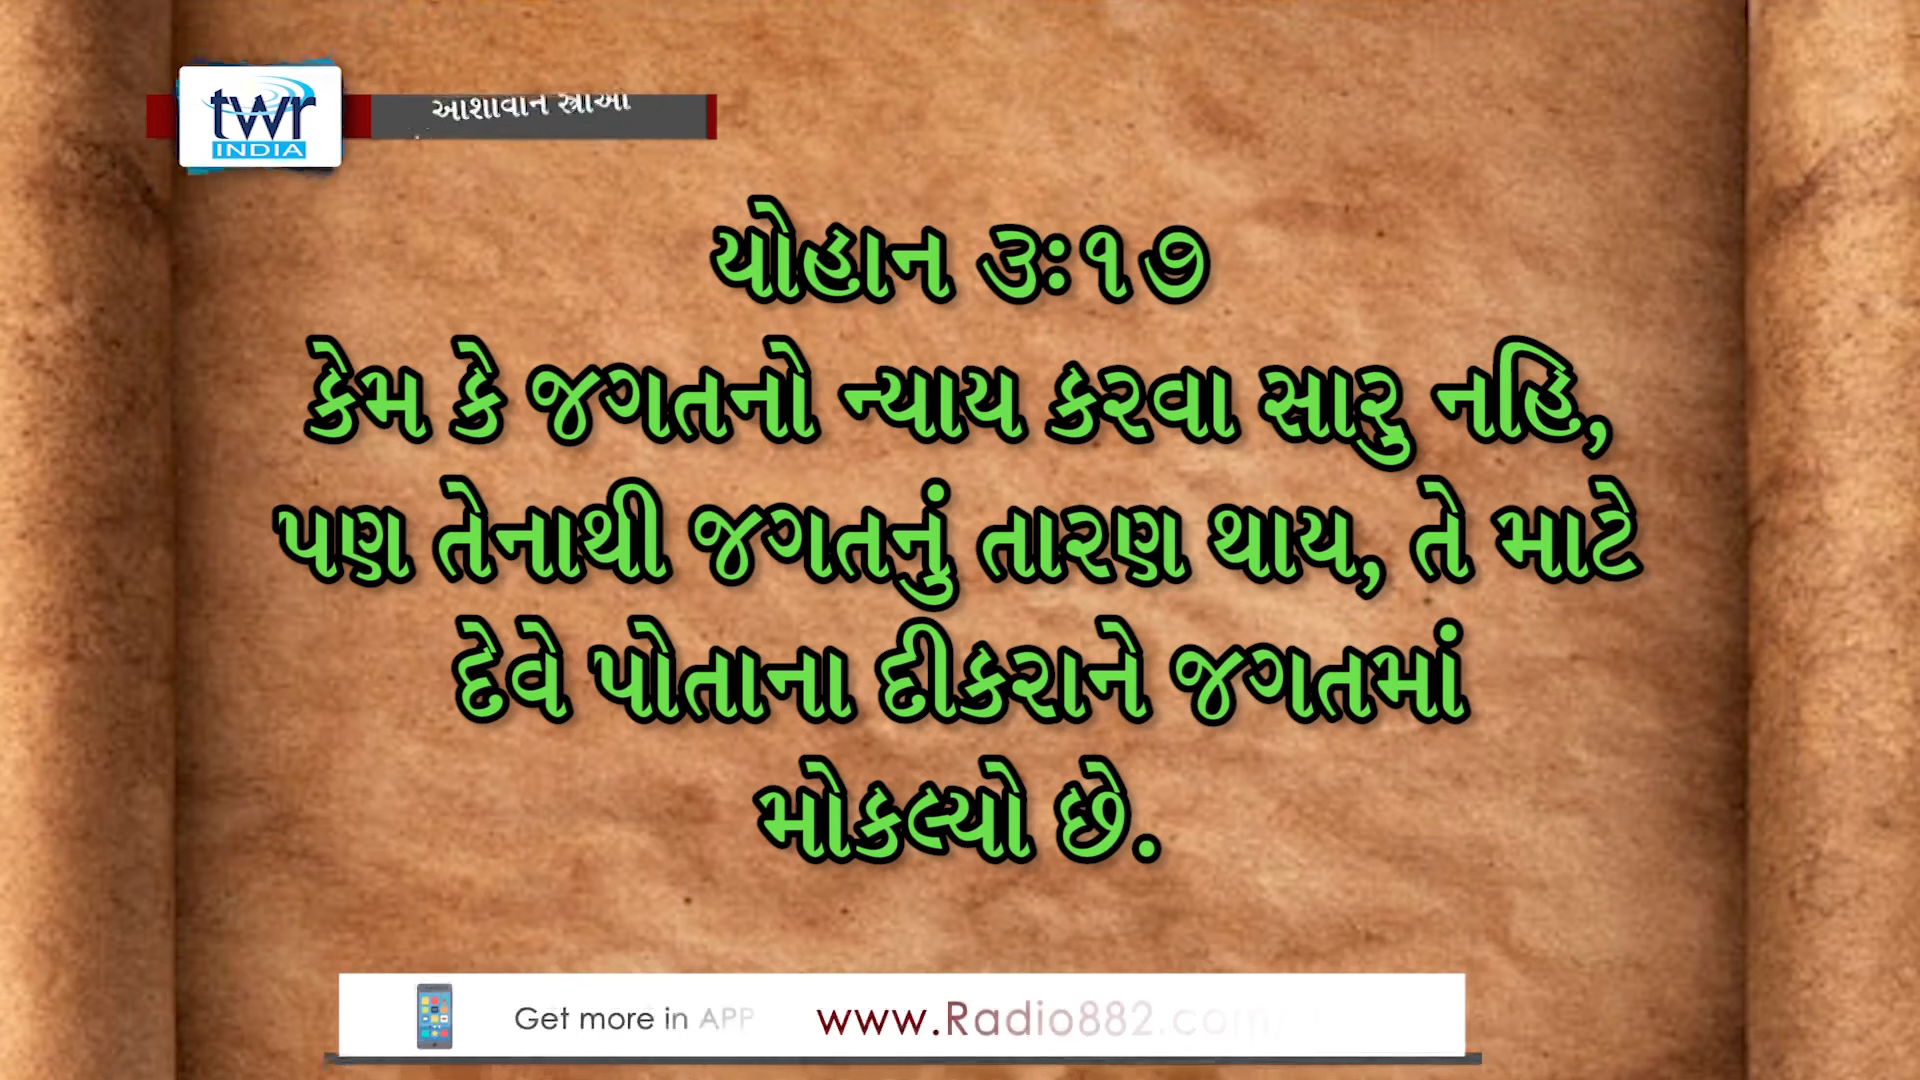 twr
INDIA
આશાવાન સ્ત્રીઓ
યોહાન ૩ઃ૧૭
કેમ કે જગતનો ન્યાય કરવા સારુ નહિ,
પણ તેનાથી જગતનું તારણ થાય, તે માટે
દેવે પોતાના દીકરાને જગતમાં
મોકલ્યો છે.
Get more in APP
www.Radio882.com